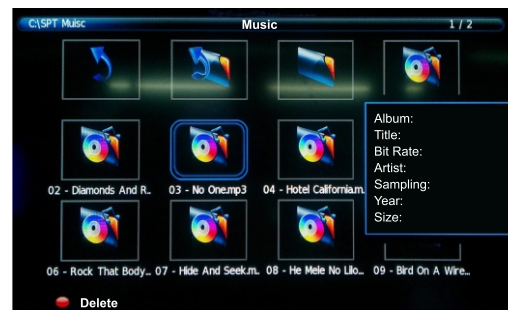 C:\SPT Muisc Music 1 / 2
Album:
Title:
Bit Rate:
Artist:
Sampling:
Year:
Size:
02 - Diamonds And R.. 03 - No One.mp3 04 - Hotel California.m.
06 - Rock That Body... 07 - Hide And Seek.m.. 08 - He Mele No Lilo... 09 - Bird On A Wire...
Delete